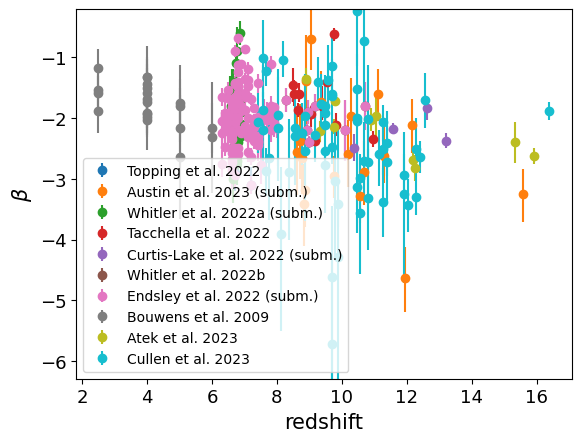 −1
−2
−3
−4
−5
−6
β
Topping et al. 2022
Austin et al. 2023 (subm.)
Whitler et al. 2022a (subm.)
Tacchella et al. 2022
Curtis-Lake et al. 2022 (subm.)
Whitler et al. 2022b
Endsley et al. 2022 (subm.)
Bouwens et al. 2009
Atek et al. 2023
Cullen et al. 2023
2 4 6 8 10 12 14 16
redshift